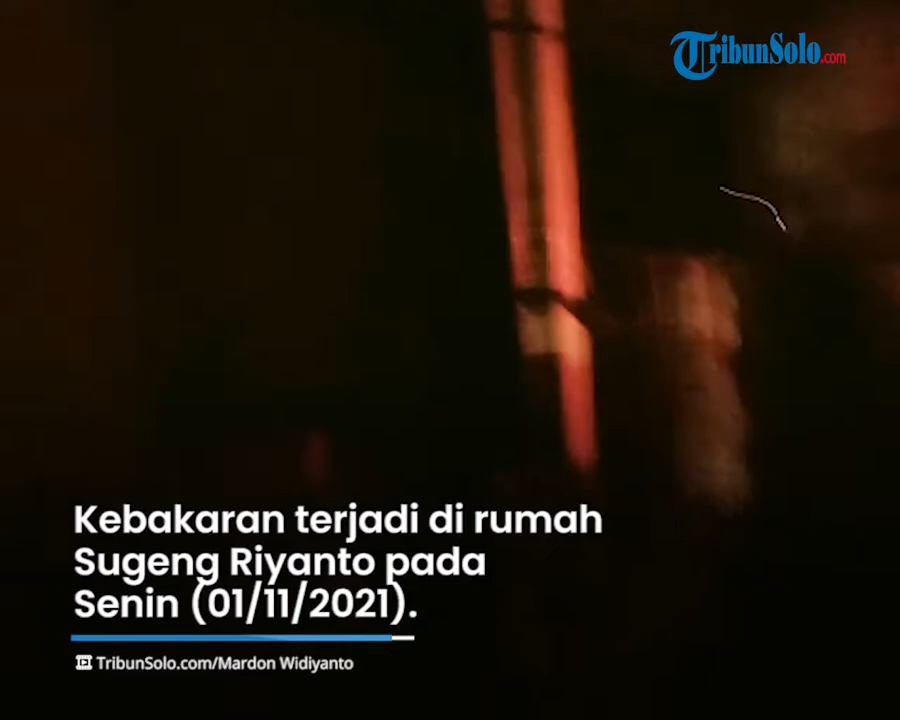 TribunSolo.com
Kebakaran terjadi di rumah
Sugeng Riyanto pada
Senin (01/11/2021).
TribunSolo.com/Mardon Widiyanto